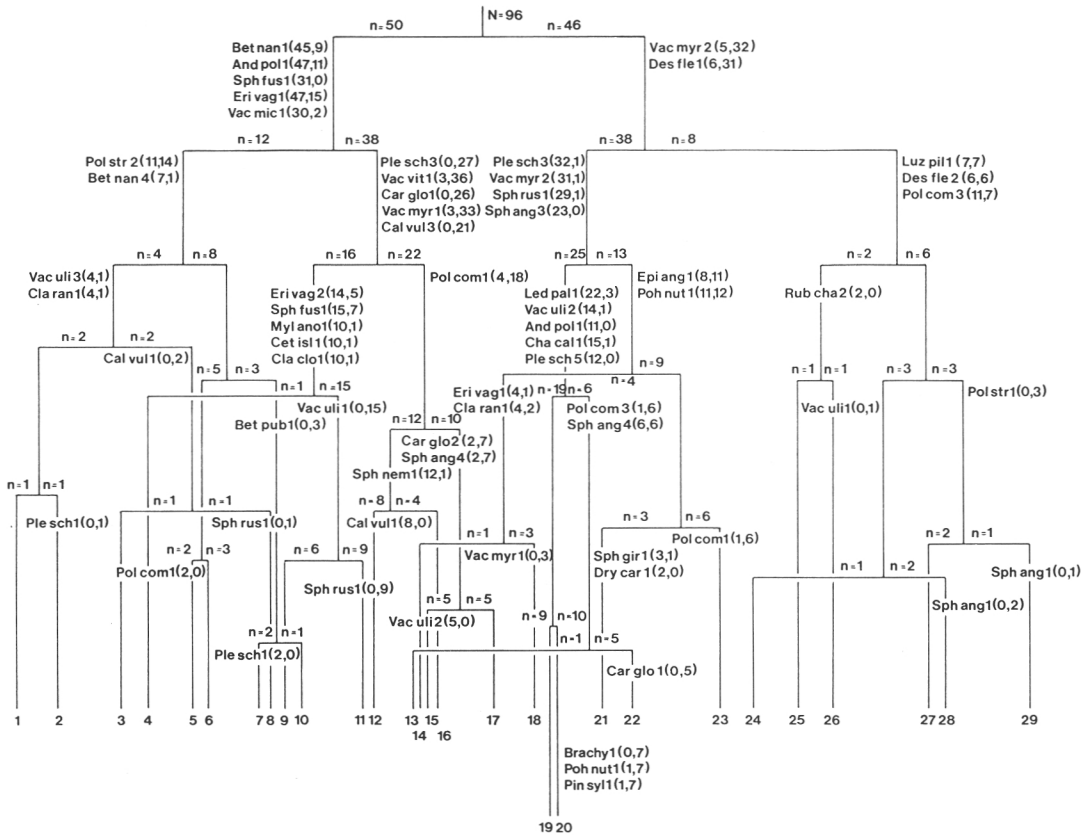 N=96
n=50 n=46
Bet nan1(45,9) Vac myr 2(5,32)
And pol1(47,11) Des fle1(6,31)
Sph fus1(31,0)
Eri vag1(47,15)
Vac mic1(30,2)
n=12 n=38 n=38 n=8
Pol str 2(11,14) Ple sch3(0,27) Ple sch3(32,1) Luz pil1(7,7)
Bet nan 4(7,1) Vac vit1(3,36) Vac myr2(31,1) Des fle2(6,6)
Car glo1(0,26) Sph rus1(29,1) Pol com3(11,7)
Vac myr1(3,33) Sph ang3(23,0)
Cal vul3(0,21)
n=4 n=8 n=16 n=22 n=25 n=13 n=2 n=6
Vac uli3(4,1) Eri vag2(14,5) Pol com1(4,18) Led pal1(22,3) Epi ang1(8,11) Rub cha2(2,0)
Cla ran1(4,1) Sph fus1(15,7) Vac uli2(14,1) Poh nut1(11,12)
Myl ano1(10,1) And pol1(11,0)
Cet isl1(10,1) Cha cal1(15,1)
Cla clo1(10,1) Ple sch5(12,0)
n=2 n=2
Cal vul1(0,2) n=5 n=3 n=4 n=9 n=1 n=1 n=3 n=3
n=1 n=15 Eri vag1(4,1) n=19 n=6 Pol str1(0,3)
Vac uli1(0,15) Cla ran1(4,2) Pol com3(1,6) Vac uli1(0,1)
Bet pub1(0,3) n=12 n=10 Sph ang4(6,6)
Car glo2(2,7)
Sph ang4(2,7)
Sph nem1(12,1)
n=1 n=1 n=1 n=1 n=8 n=4
Ple sch1(0,1) Sph rus1(0,1) Cal vul1(8,0) n=1 n=3 n=3 n=6 n=2 n=1
Vac myr1(0,3) Pol com1(1,6)
n=2 n=3 n=6 n=9 Sph gir1(3,1)
Pol com1(2,0) Sph rus1(0,9) Dry car1(2,0) n=1 n=2 Sph ang1(0,1)
n=5 n=5 Sph ang1(0,2)
Vac uli2(5,0) n=9 n=10
n=2 n=1 n=1 n=5
Ple sch1(2,0) Car glo1(0,5)
1 2 3 4 5 6 7 8 9 10 11 12 13 15 17 18 21 22 23 24 25 26 27 28 29
14 16
Brachy1(0,7)
Poh nut1(1,7)
Pin syl1(1,7)
19 20